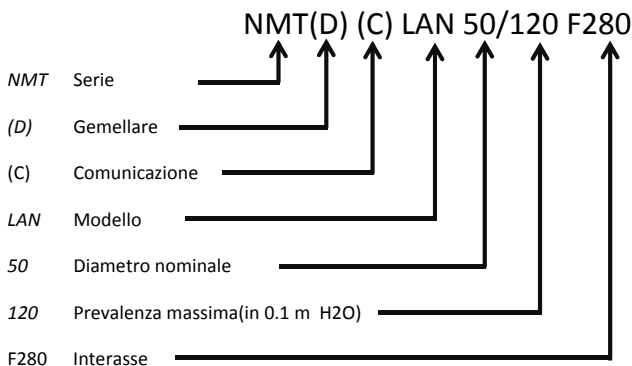 NMT(D) (C) LAN 50/120 F280
NMT Serie
(D) Gemellare
(C) Comunicazione
LAN Modello
50 Diametro nominale
120 Prevalenza massima(in 0.1 m H2O)
F280 Interasse